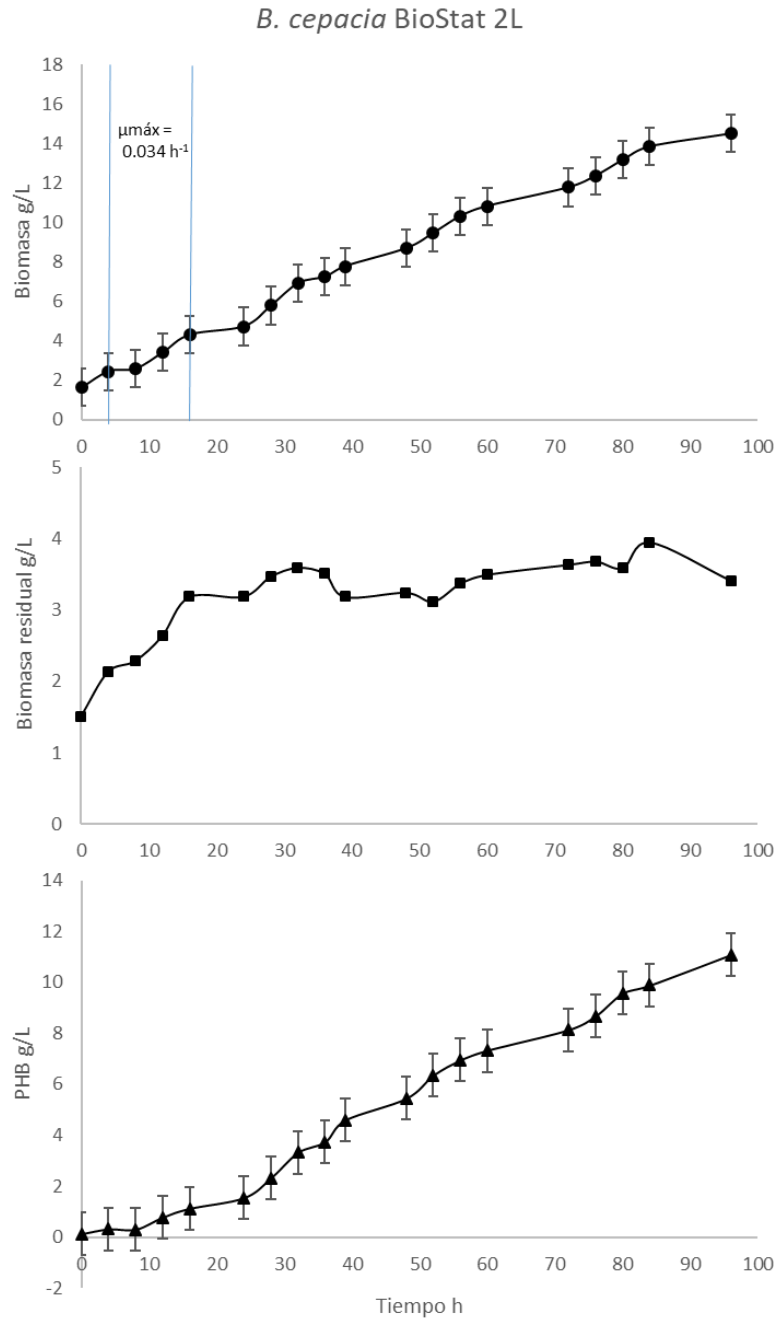 B. cepacia BioStat 2L
18
16
14
12
10
8
6
4
2
0
Biomasa g/L
µmáx =
0.034 h⁻¹
0 10 20 30 40 50 60 70 80 90 100
5
4
3
2
1
0
Biomasa residual g/L
0 10 20 30 40 50 60 70 80 90 100
14
12
10
8
6
4
2
0
-2
PHB g/L
0 10 20 30 40 50 60 70 80 90 100
Tiempo h